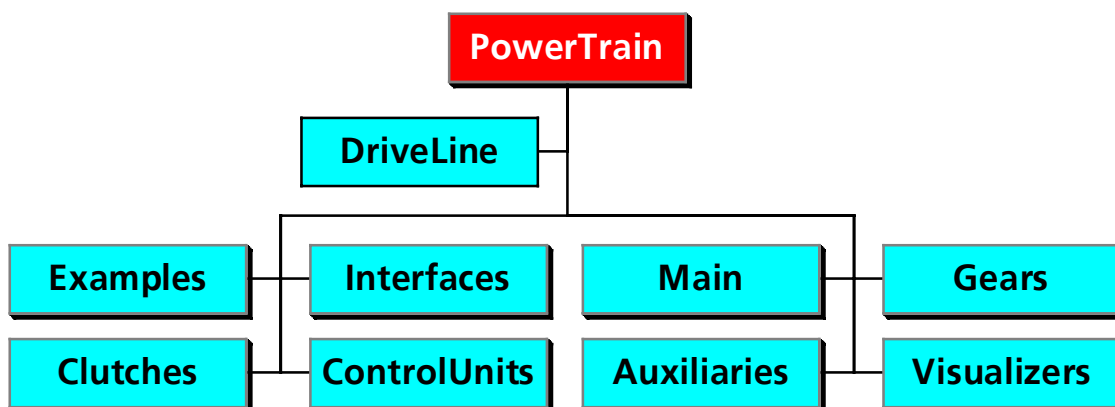 PowerTrain
DriveLine
Examples
Interfaces
Main
Gears
Clutches
ControlUnits
Auxiliaries
Visualizers